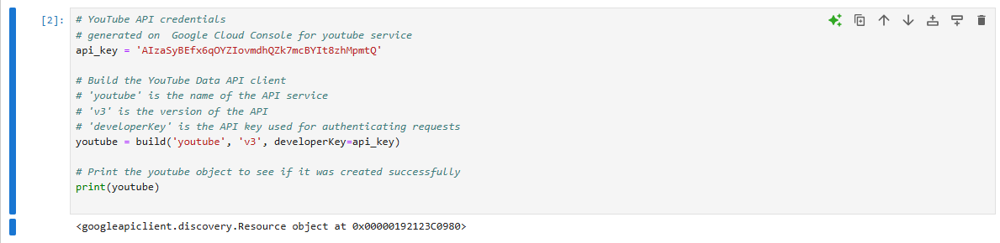 [2]:
# YouTube API credentials
# generated on  Google Cloud Console for youtube service
api_key = 'AIzaSyBEfx6qOYZIovmdhQZk7mcBYIt8zhMpmtQ'
# Build the YouTube Data API client
# 'youtube' is the name of the API service
# 'v3' is the version of the API
# 'developerKey' is the API key used for authenticating requests
youtube = build('youtube', 'v3', developerKey=api_key)
# Print the youtube object to see if it was created successfully
print(youtube)
<googleapiclient.discovery.Resource object at 0x00000192123C0980>